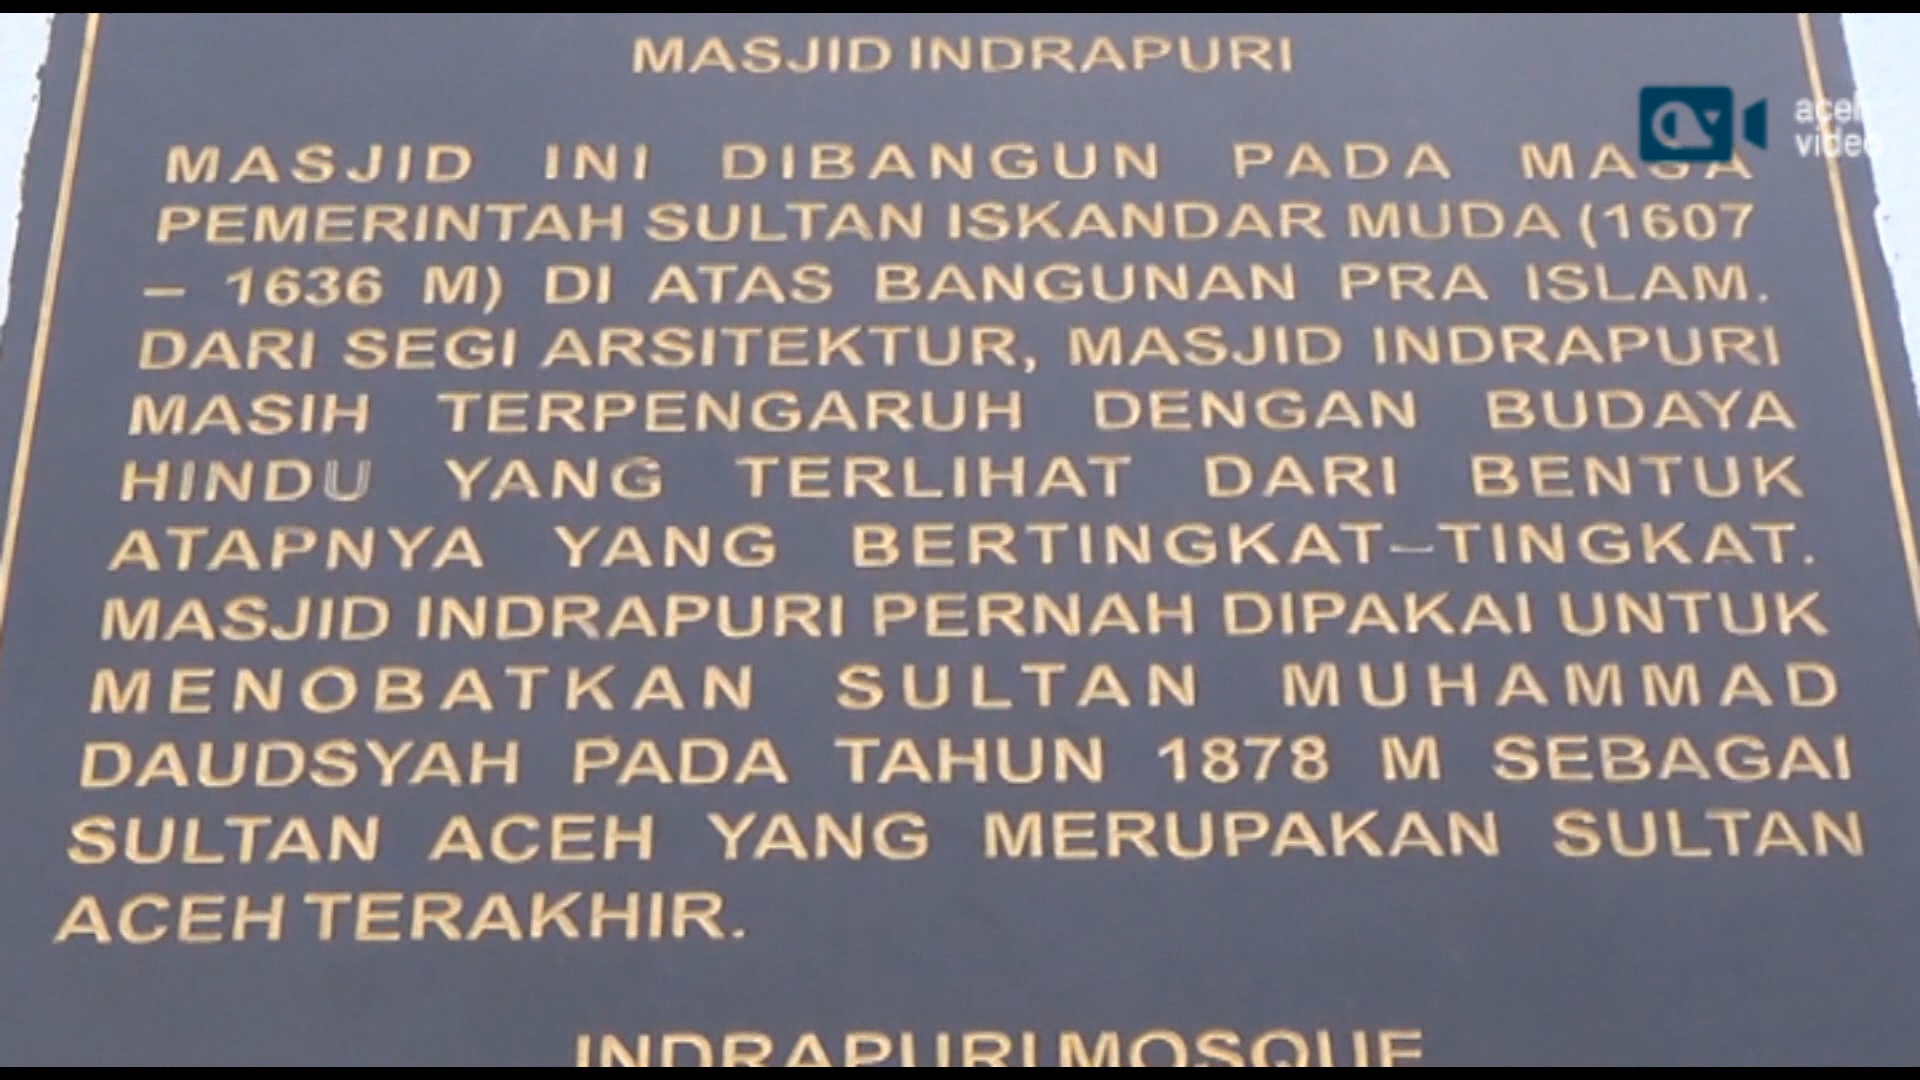 MASJID INDRAPURI
aceh
video
MASJID INI DIBANGUN PADA MASA
PEMERINTAH SULTAN ISKANDAR MUDA (1607
– 1636 M) DI ATAS BANGUNAN PRA ISLAM.
DARI SEGI ARSITEKTUR, MASJID INDRAPURI
MASIH TERPENGARUH DENGAN BUDAYA
HINDU YANG TERLIHAT DARI BENTUK
ATAPNYA YANG BERTINGKAT–TINGKAT.
MASJID INDRAPURI PERNAH DIPAKAI UNTUK
MENOBATKAN SULTAN MUHAMMAD
DAUDSYAH PADA TAHUN 1878 M SEBAGAI
SULTAN ACEH YANG MERUPAKAN SULTAN
ACEH TERAKHIR.
INDRAPURI MOSQUE